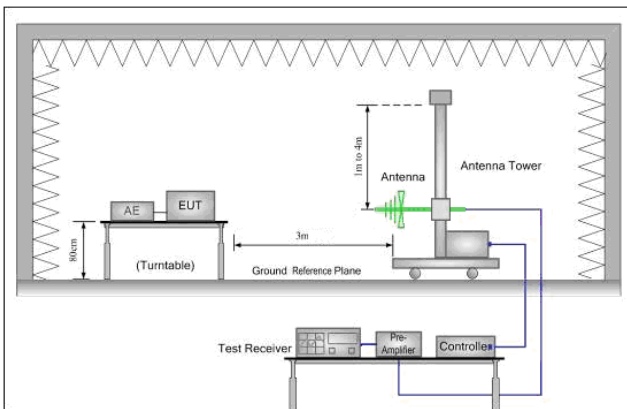 1m to 4m
Antenna
Antenna Tower
AE
EUT
3m
80cm
(Turntable)
Ground Reference Plane
Test Receiver
Pre-
Amplifier
Controller